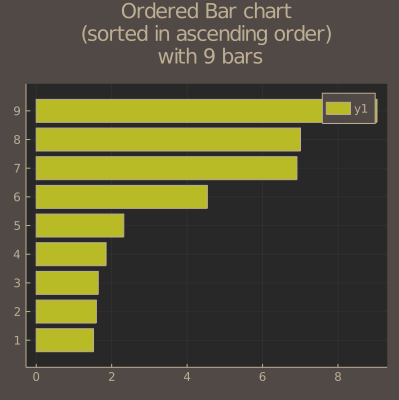 Ordered Bar chart
(sorted in ascending order)
with 9 bars
y1
9
8
7
6
5
4
3
2
1
0 2 4 6 8